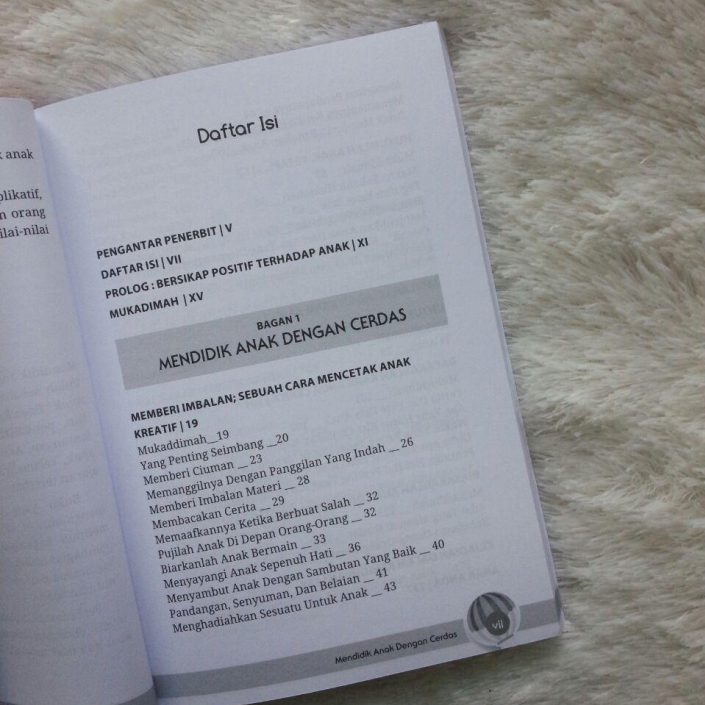 anak
plikatif,
n orang
ilai-nilai
Daftar Isi
PENGANTAR PENERBIT | V
DAFTAR ISI | VII
PROLOG : BERSIKAP POSITIF TERHADAP ANAK | XI
MUKADIMAH | XV
BAGAN 1
MENDIDIK ANAK DENGAN CERDAS
MEMBERI IMBALAN; SEBUAH CARA MENCETAK ANAK
KREATIF | 19
Mukaddimah__19
Yang Penting Seimbang __20
Memberi Ciuman __ 23
Memanggilnya Dengan Panggilan Yang Indah __ 26
Memberi Imbalan Materi __ 28
Membacakan Cerita __ 29
Memaafkannya Ketika Berbuat Salah __ 32
Pujilah Anak Di Depan Orang-Orang __ 32
Biarkanlah Anak Bermain __ 33
Menyayangi Anak Sepenuh Hati __ 36
Menyambut Anak Dengan Sambutan Yang Baik __ 40
Pandangan, Senyuman, Dan Belaian __ 41
Menghadiahkan Sesuatu Untuk Anak __ 43
Mendidik Anak Dengan Cerdas
vii